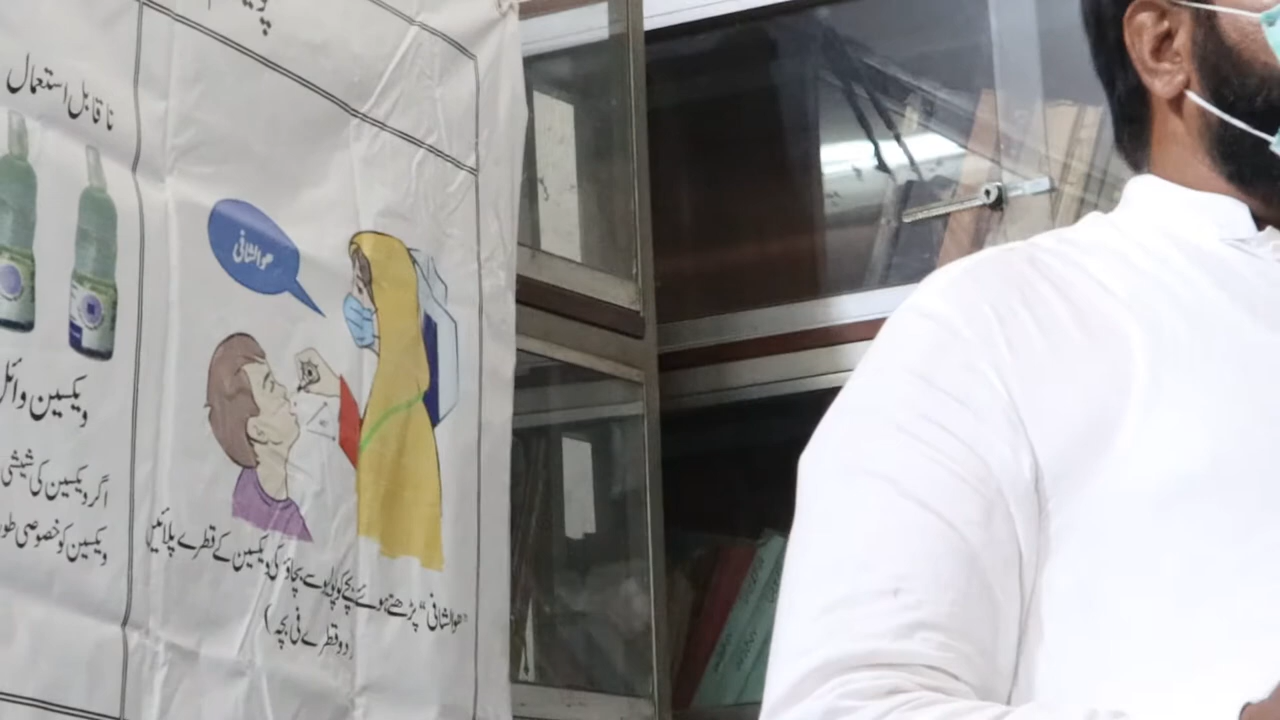 ناقابل استعمال
ھوالشافی
ویکسین وائل
اگر ویکسین کی شیشی
ویکسین کو خصوصی طور
"ھوالشافی" پڑھتے ہوئے بچے کو پولیو سے بچاؤ کی ویکسین کے قطرے پلائیں
(دو قطرے فی بچہ)